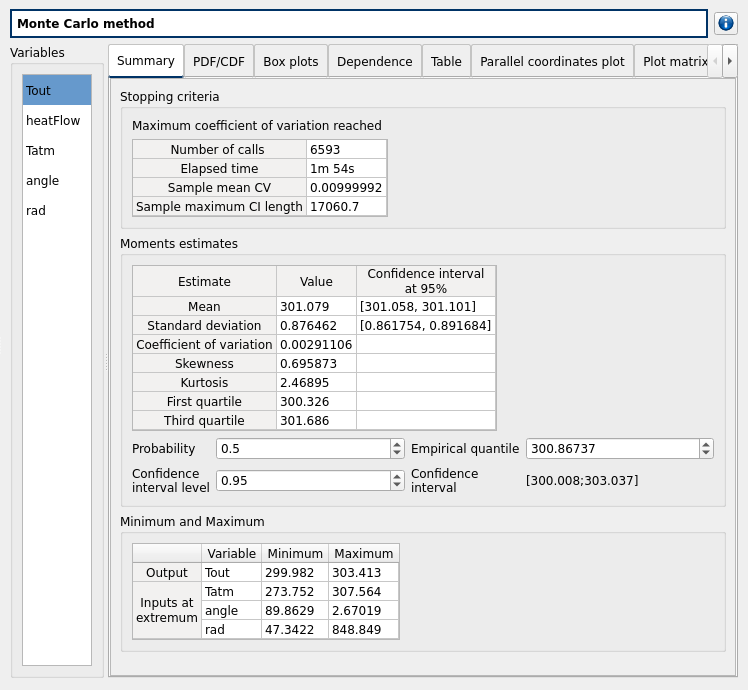 Monte Carlo method
Variables
Tout
heatFlow
Tatm
angle
rad
Summary PDF/CDF Box plots Dependence Table Parallel coordinates plot Plot matrix
Stopping criteria
Maximum coefficient of variation reached
Number of calls 6593
Elapsed time 1m 54s
Sample mean CV 0.00999992
Sample maximum CI length 17060.7
Moments estimates
Estimate Value Confidence interval
at 95%
Mean 301.079 [301.058, 301.101]
Standard deviation 0.876462 [0.861754, 0.891684]
Coefficient of variation 0.00291106
Skewness 0.695873
Kurtosis 2.46895
First quartile 300.326
Third quartile 301.686
Probability 0.5 Empirical quantile 300.86737
Confidence
interval level 0.95 Confidence
interval [300.008;303.037]
Minimum and Maximum
Variable Minimum Maximum
Output Tout 299.982 303.413
Inputs at
extremum Tatm 273.752 307.564
angle 89.8629 2.67019
rad 47.3422 848.849